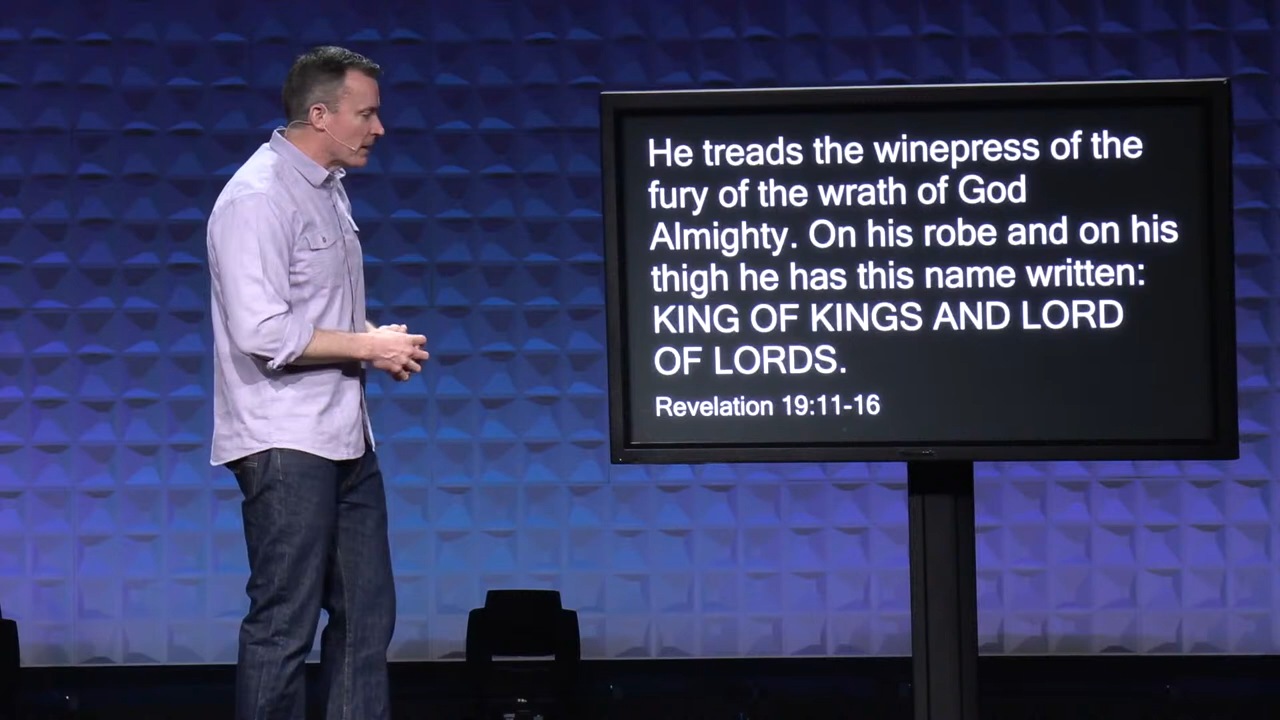 He treads the winepress of the
fury of the wrath of God
Almighty. On his robe and on his
thigh he has this name written:
KING OF KINGS AND LORD
OF LORDS.
Revelation 19:11-16